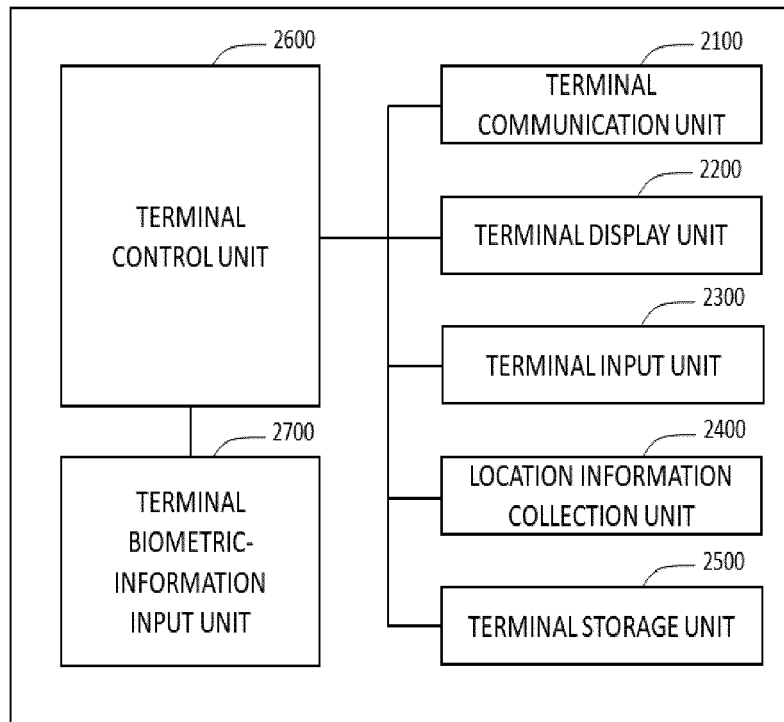 2600
TERMINAL
CONTROL UNIT
2700
TERMINAL
BIOMETRIC-
INFORMATION
INPUT UNIT
2100
TERMINAL
COMMUNICATION UNIT
2200
TERMINAL DISPLAY UNIT
2300
TERMINAL INPUT UNIT
2400
LOCATION INFORMATION
COLLECTION UNIT
2500
TERMINAL STORAGE UNIT